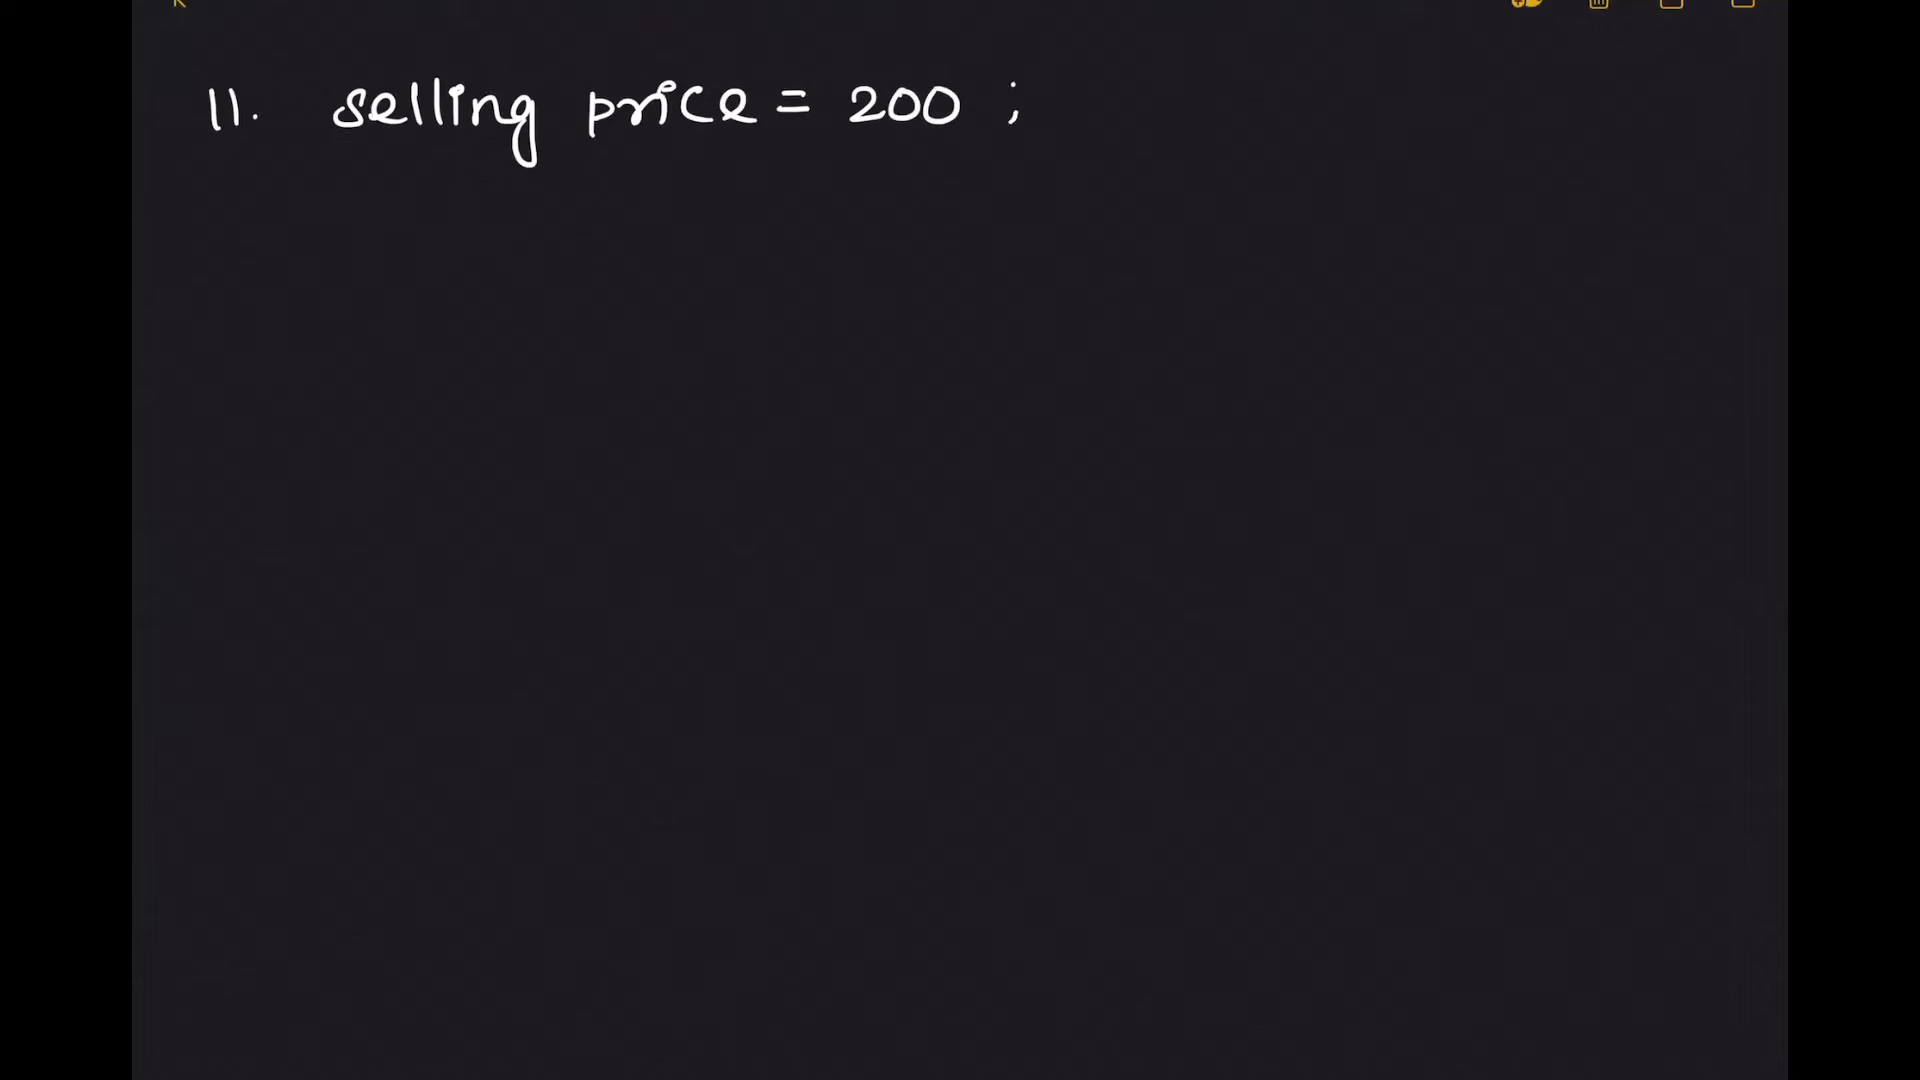 11. selling price = 200 ;